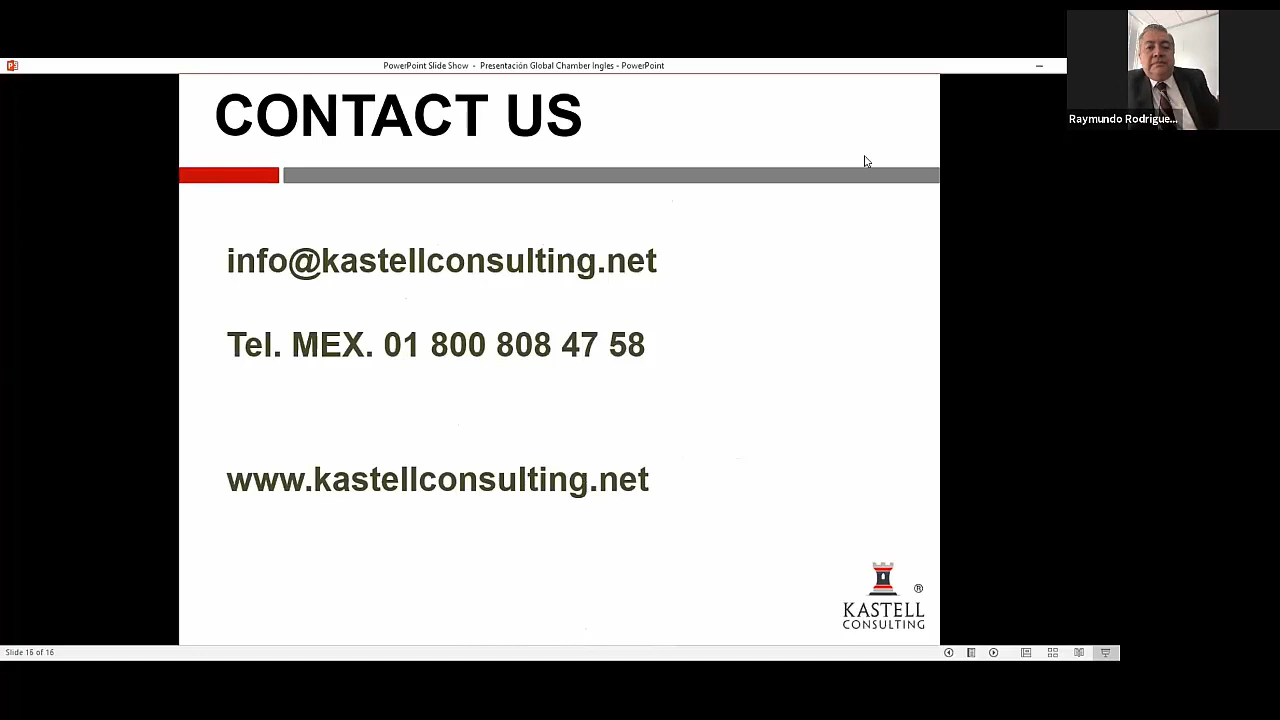 PowerPoint Slide Show - Presentación Global Chamber Ingles - PowerPoint
Raymundo Rodrigue...
CONTACT US
info@kastellconsulting.net
Tel. MEX. 01 800 808 47 58
www.kastellconsulting.net
®
KASTELL
CONSULTING
Slide 16 of 16